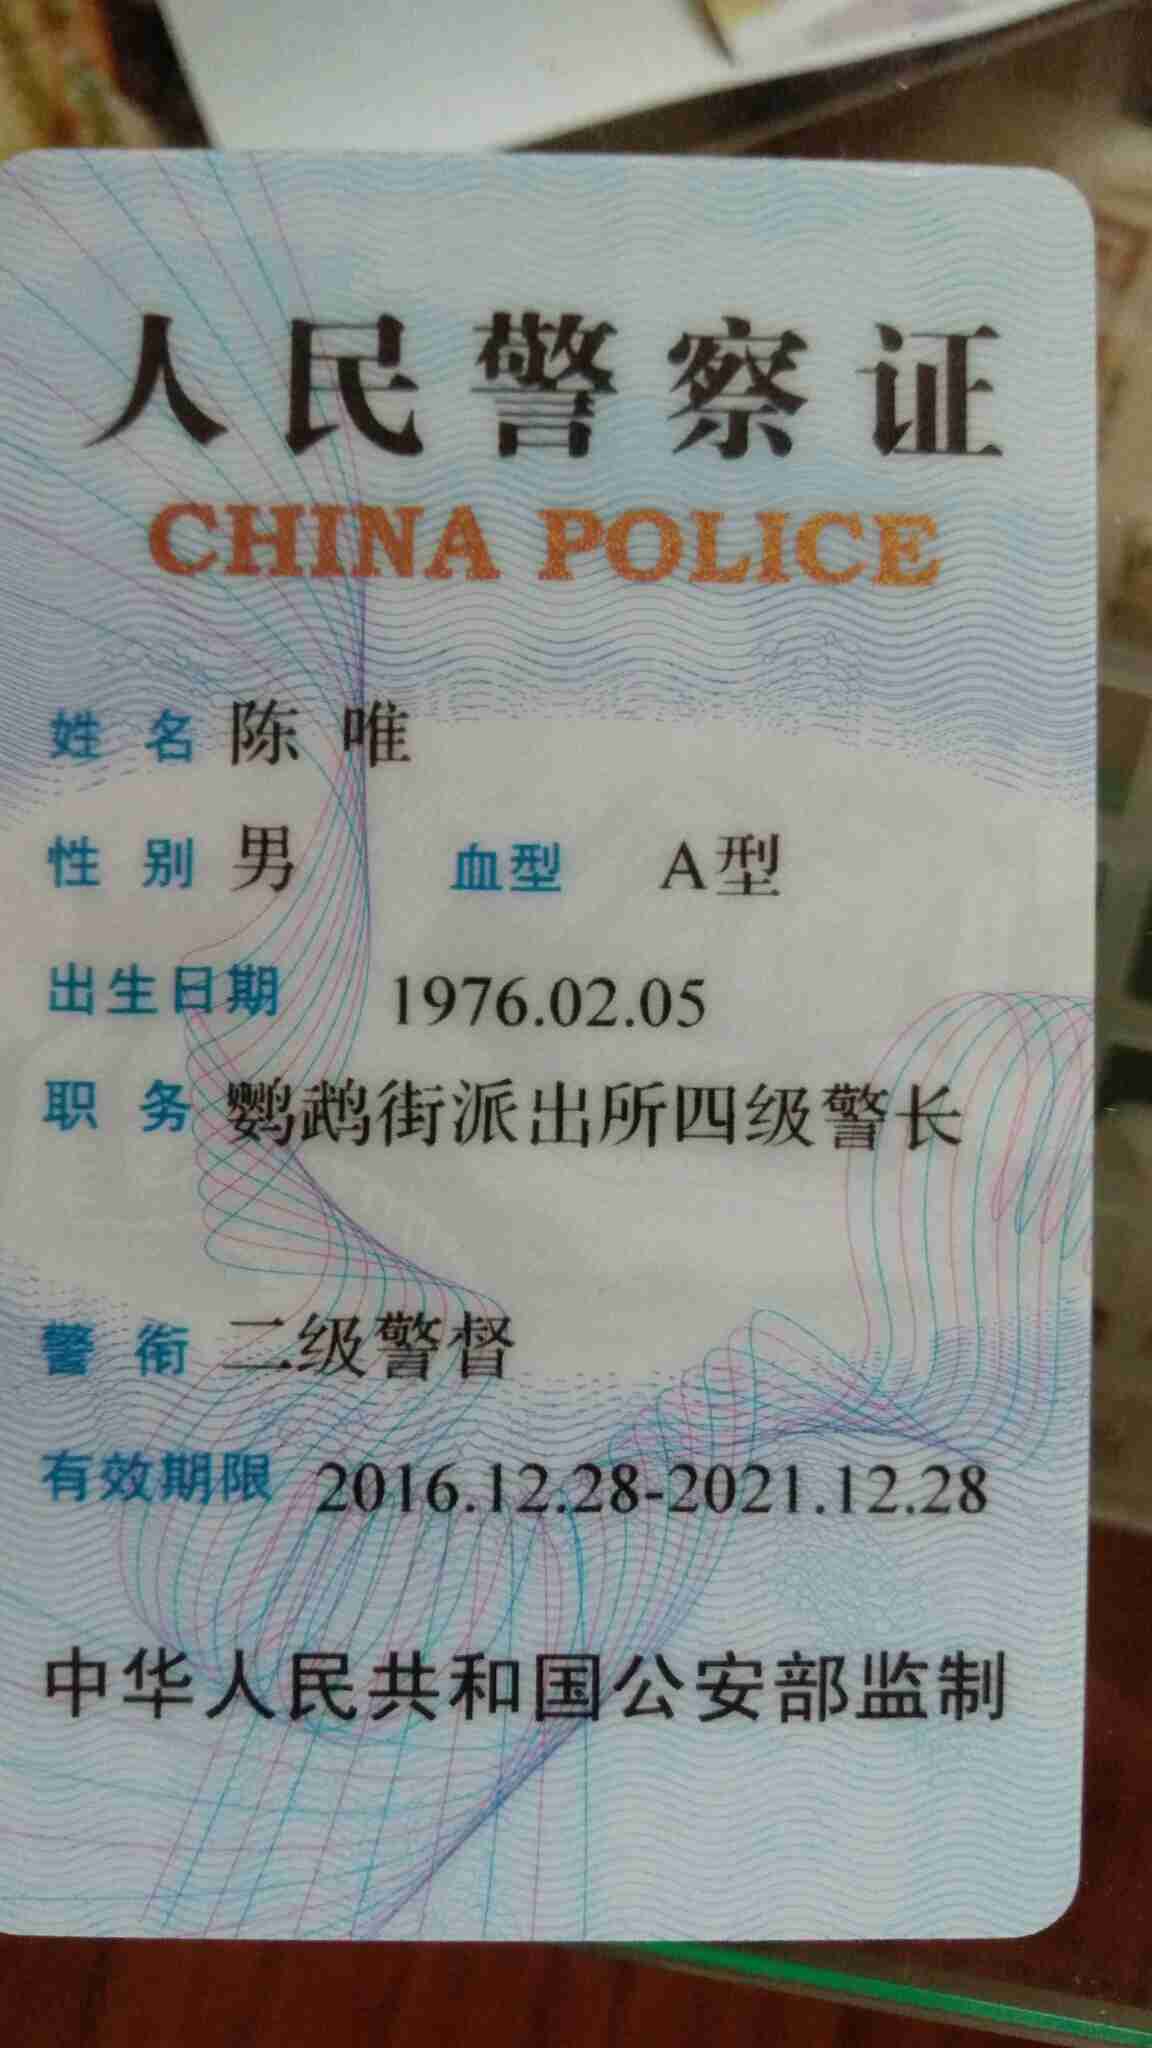 人民警察证
CHINA POLICE
姓名 陈唯
性别 男 血型 A型
出生日期 1976.02.05
职务 鹦鹉街派出所四级警长
警衔 二级警督
有效期限 2016.12.28-2021.12.28
中华人民共和国公安部监制